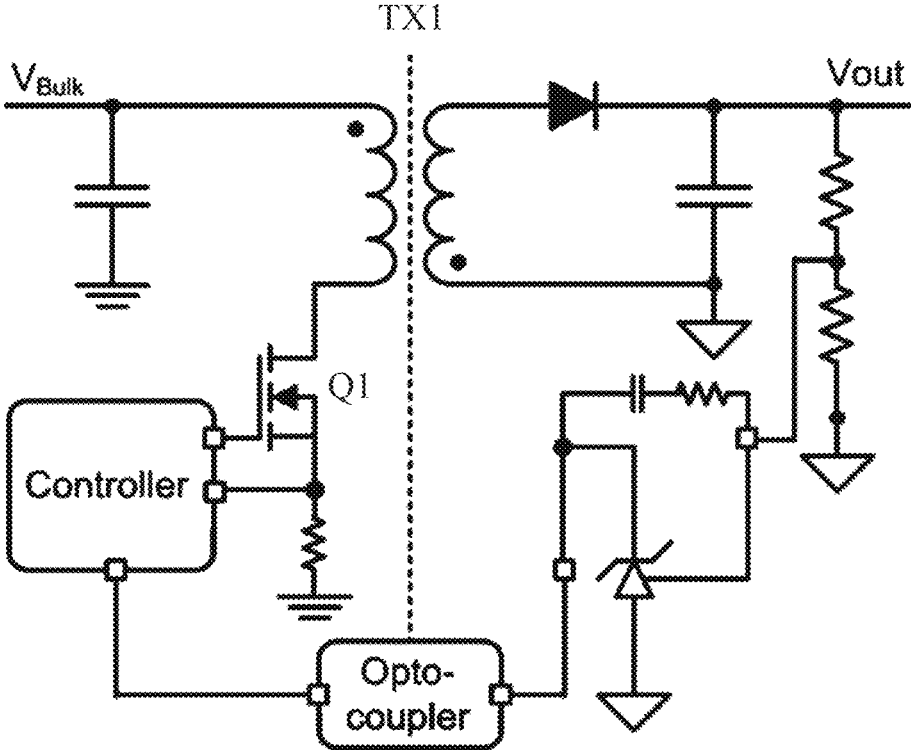 TX1
VBulk
Vout
Q1
Controller
Opto-
coupler